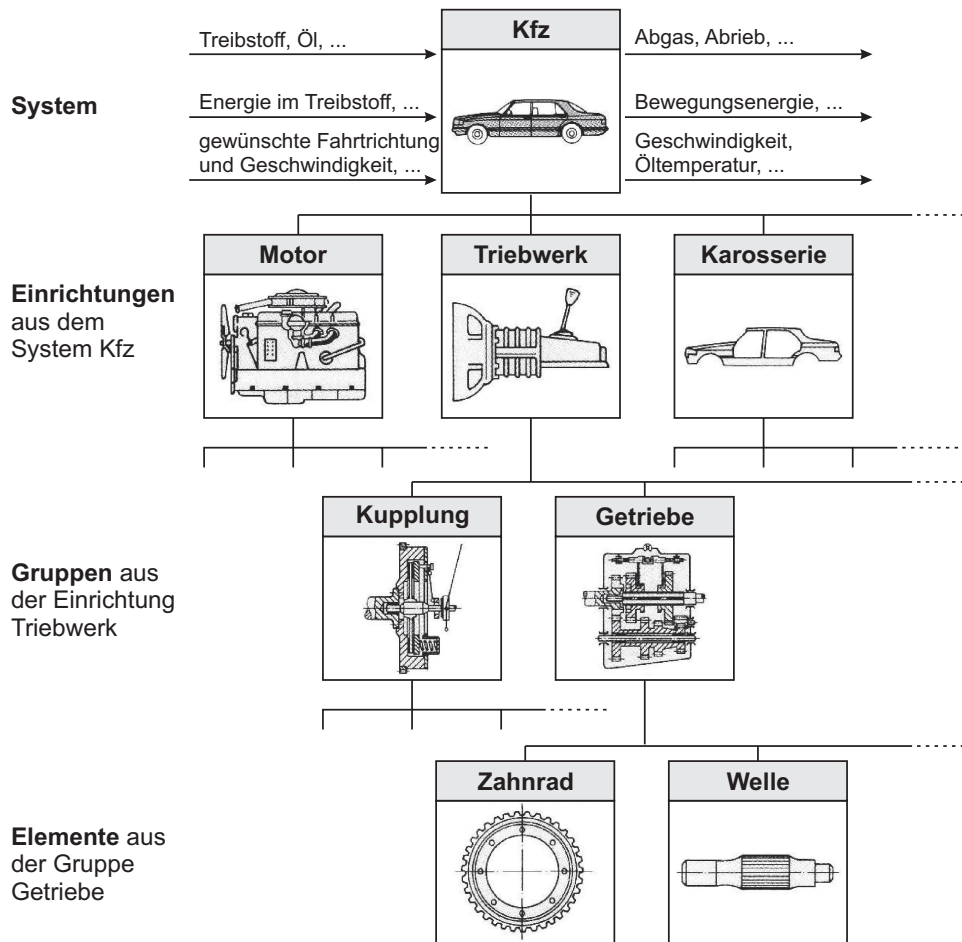 Kfz
Treibstoff, Öl, ...
Abgas, Abrieb, ...
System
Energie im Treibstoff, ...
Bewegungsenergie, ...
gewünschte Fahrtrichtung
und Geschwindigkeit, ...
Geschwindigkeit,
Öltemperatur, ...
Motor
Triebwerk
Karosserie
Einrichtungen
aus dem
System Kfz
Kupplung
Getriebe
Gruppen aus
der Einrichtung
Triebwerk
Zahnrad
Welle
Elemente aus
der Gruppe
Getriebe